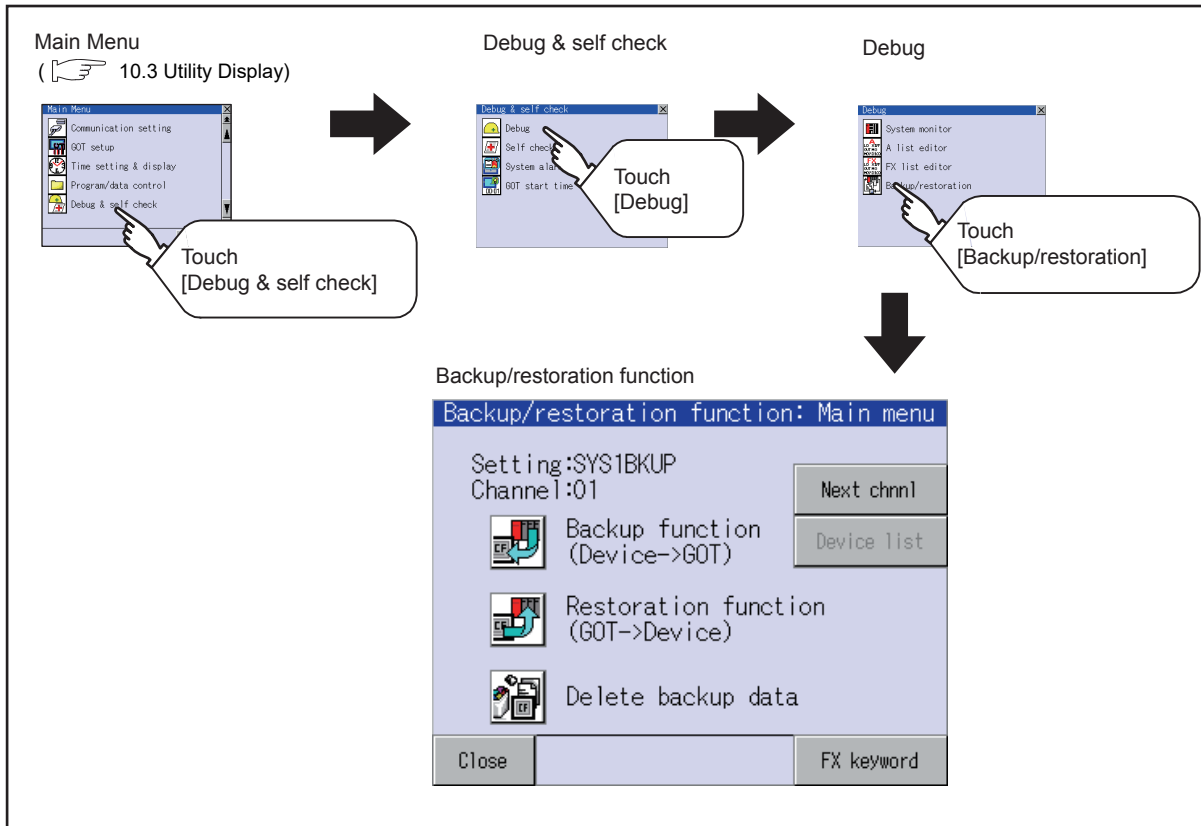 Main Menu
( 10.3 Utility Display)
Main Menu
Communication setting
GOT setup
Time setting & display
Program/data control
Debug & self check
Touch
[Debug & self check]
Debug & self check
Debug & self check
Debug
Self check
System alar
GOT start time
Touch
[Debug]
Debug
Debug
System monitor
A list editor
FX list editor
Backup/restoration
Touch
[Backup/restoration]
Backup/restoration function
Backup/restoration function: Main menu
Setting:SYS1BKUP
Channel:01
Next chnnl
Backup function
(Device->GOT)
Device list
Restoration function
(GOT->Device)
Delete backup data
Close
FX keyword